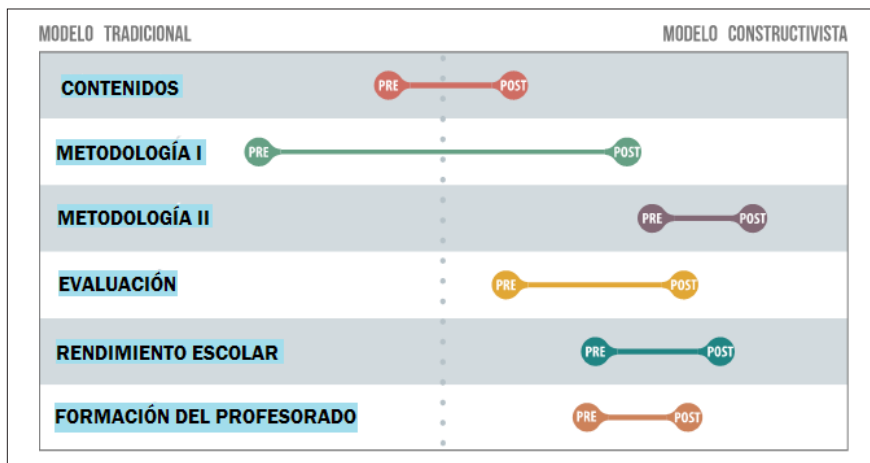 MODELO TRADICIONAL MODELO CONSTRUCTIVISTA
CONTENIDOS PRE POST
METODOLOGÍA I PRE POST
METODOLOGÍA II PRE POST
EVALUACIÓN PRE POST
RENDIMIENTO ESCOLAR PRE POST
FORMACIÓN DEL PROFESORADO PRE POST